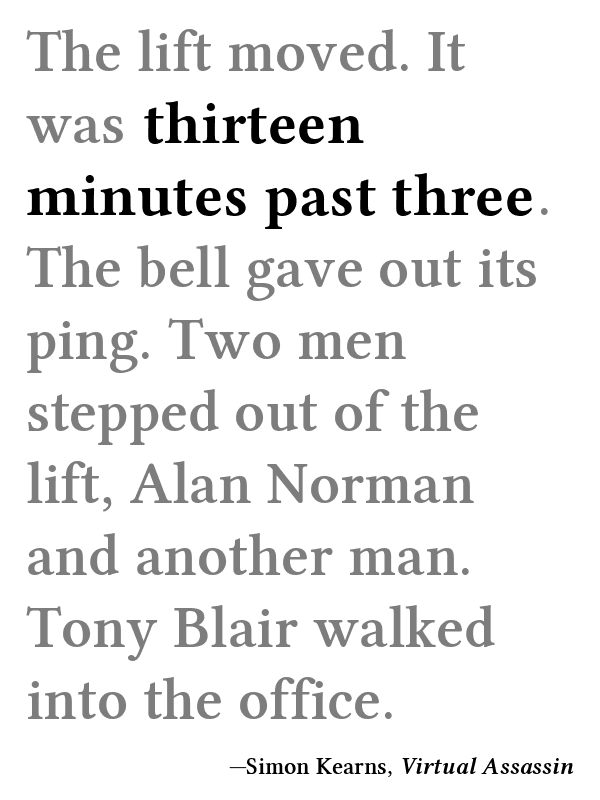 The lift moved. It
was thirteen
minutes past three.
The bell gave out its
ping. Two men
stepped out of the
lift, Alan Norman
and another man.
Tony Blair walked
into the office.
—Simon Kearns, Virtual Assassin